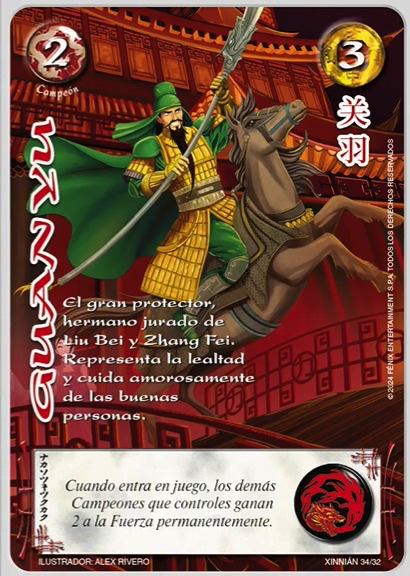 2
Campeón
3
美羽
GUAN YU
El gran protector,
hermano jurado de
Liu Bei y Zhang Fei.
Representa la lealtad
y cuida amorosamente
de las buenas
personas.
© 2024 FÉNIX ENTERTAINMENT S.P.A. TODOS LOS DERECHOS RESERVADOS
Cuando entra en juego, los demás
Campeones que controles ganan
2 a la Fuerza permanentemente.
ILUSTRADOR: ALEX RIVERO
XINNIÁN 34/32